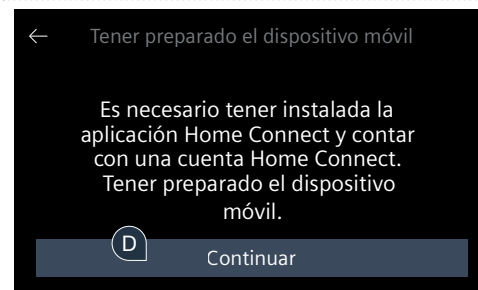 ← Tener preparado el dispositivo móvil
Es necesario tener instalada la
aplicación Home Connect y contar
con una cuenta Home Connect.
Tener preparado el dispositivo
móvil.
D
Continuar